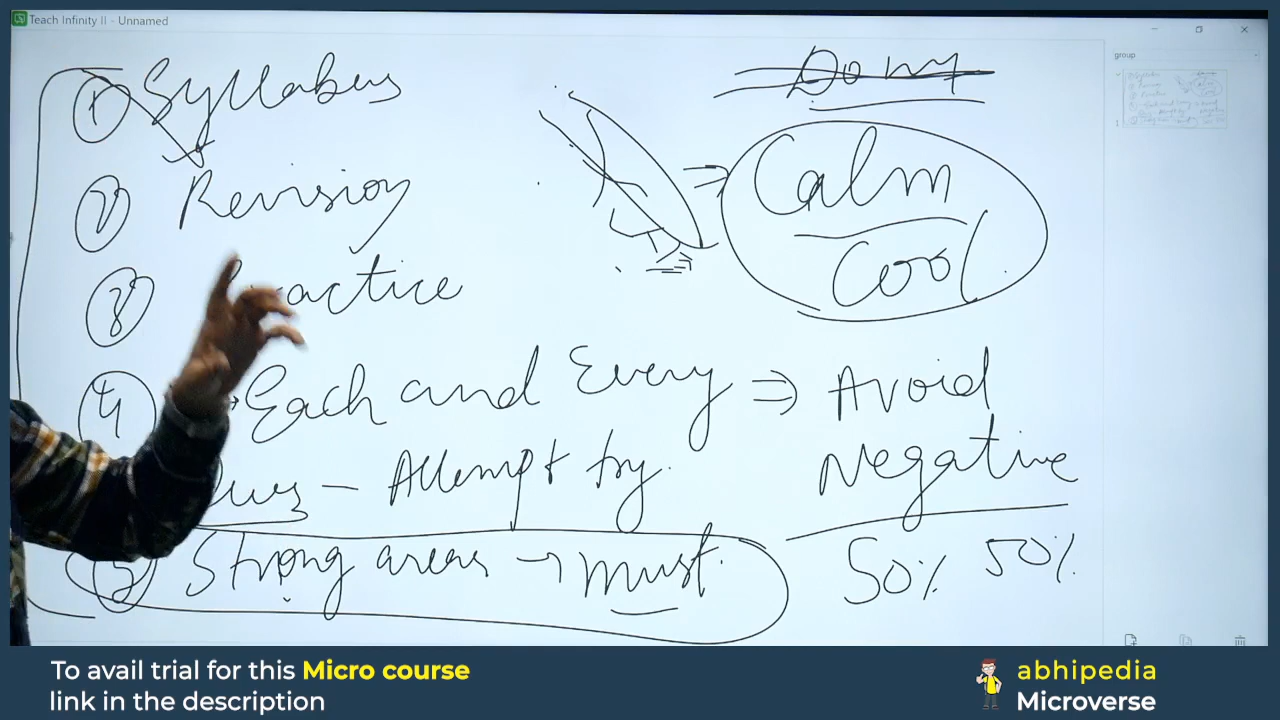 Teach Infinity II - Unnamed
group
① Syllabus
② Revision
③ Practice
④ Each and Every ⇒ Avoid
Ques - Attempt try. Negative
⑤ Strong areas → must. 50% 50%
⇒ Calm
Cool
To avail trial for this Micro course
link in the description
abhipedia
Microverse